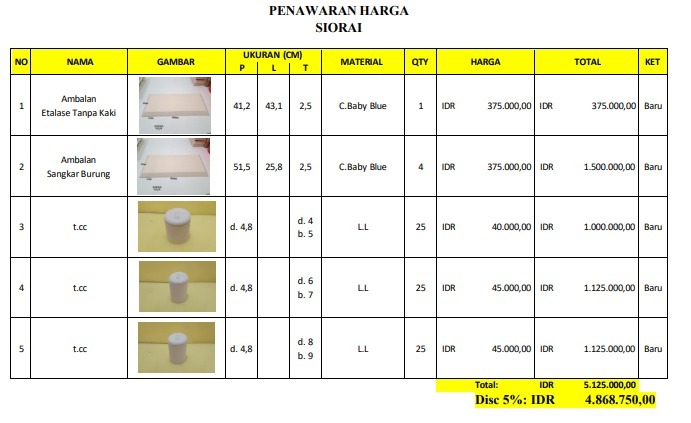 PENAWARAN HARGA
SIORAI
NO NAMA GAMBAR UKURAN (CM) MATERIAL QTY HARGA TOTAL KET
P L T
1 Ambalan Etalase Tanpa Kaki 41,2 43,1 2,5 C.Baby Blue 1 IDR 375.000,00 IDR 375.000,00 Baru
2 Ambalan Sangkar Burung 51,5 25,8 2,5 C.Baby Blue 4 IDR 375.000,00 IDR 1.500.000,00 Baru
3 t.cc d. 4,8 d. 4 b. 5 L.L 25 IDR 40.000,00 IDR 1.000.000,00 Baru
4 t.cc d. 4,8 d. 6 b. 7 L.L 25 IDR 45.000,00 IDR 1.125.000,00 Baru
5 t.cc d. 4,8 d. 8 b. 9 L.L 25 IDR 45.000,00 IDR 1.125.000,00 Baru
Total: IDR 5.125.000,00
Disc 5%: IDR 4.868.750,00